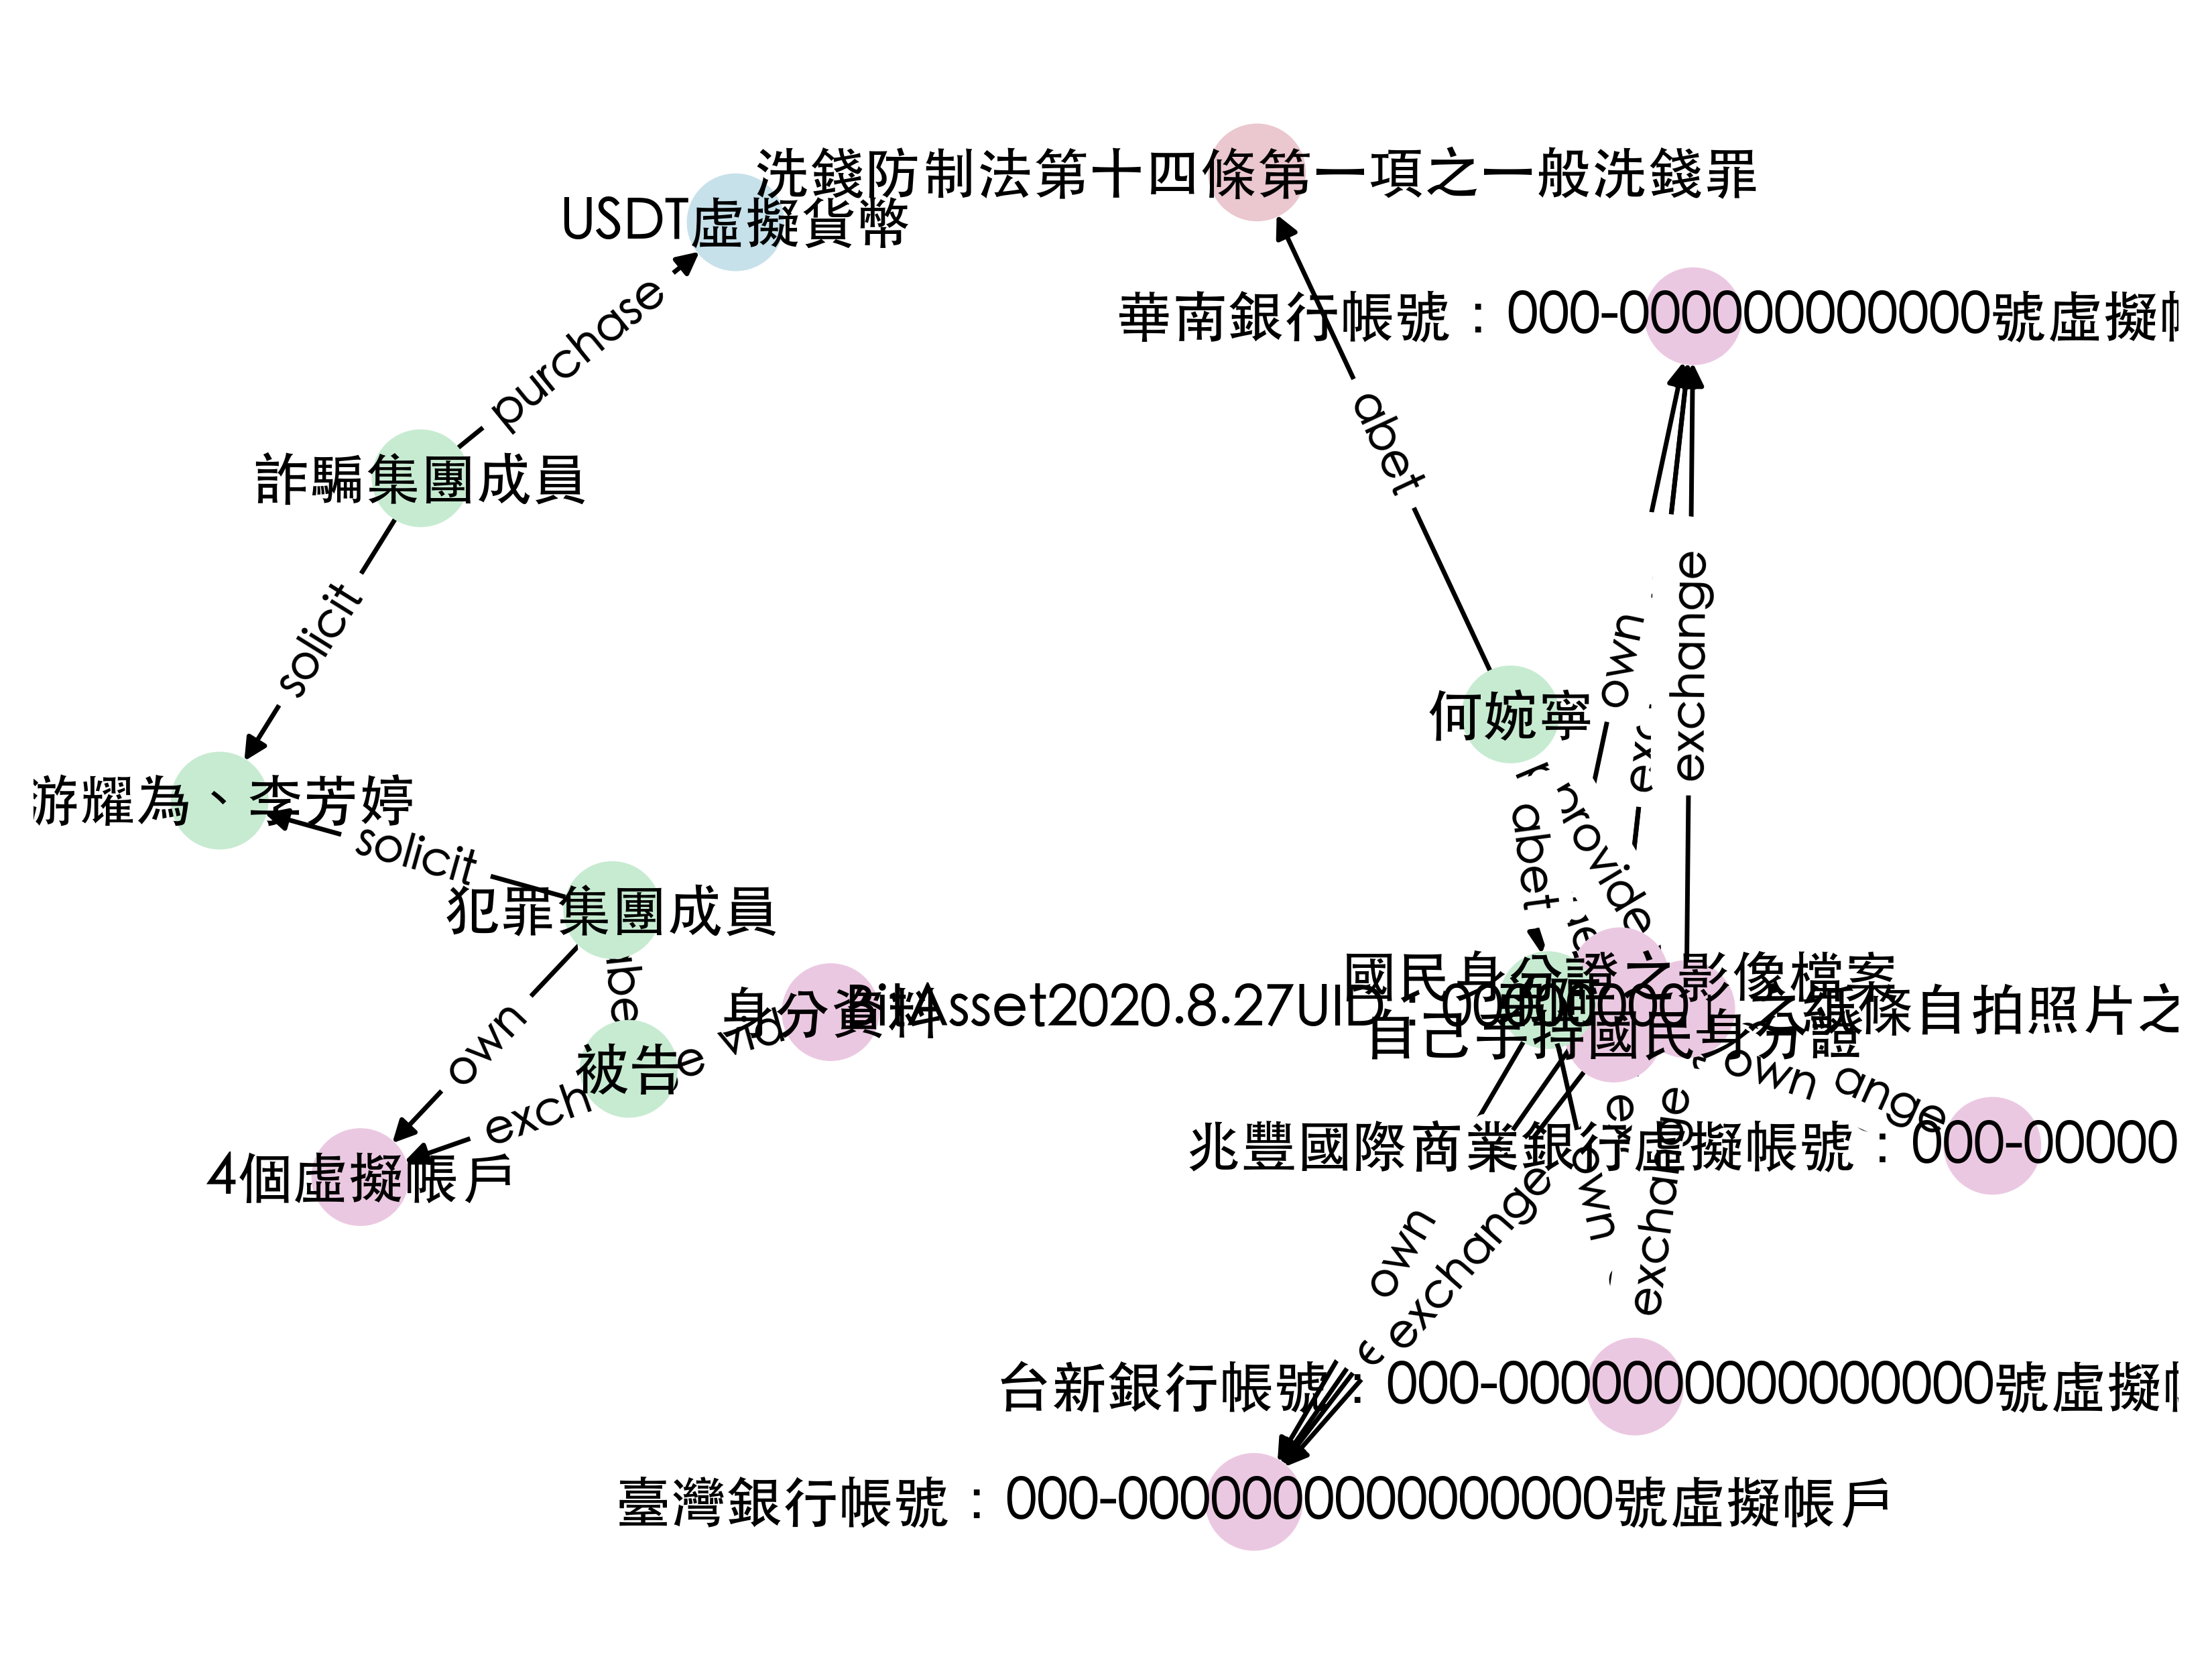 洗錢防制法第十四條第一項之一般洗錢罪
USDT虛擬貨幣
華南銀行帳號：000-000000000000號虛擬
purchase
abet
詐騙集團成員
solicit
own
exchange
何婉寧
游耀為、李芳婷
solicit
abet
provide
犯罪集團成員
國民身分證之影像檔案
身分資料
BitAsset2020.8.27UID：00000000
之紙條自拍照片之
自己手持國民身分證
own
被告
own
exchange
兆豐國際商業銀行虛擬帳號：000-00000
4個虛擬帳戶
own
exchange
own
exchange
台新銀行帳號：000-0000000000000000號虛擬
臺灣銀行帳號：000-0000000000000000號虛擬帳戶